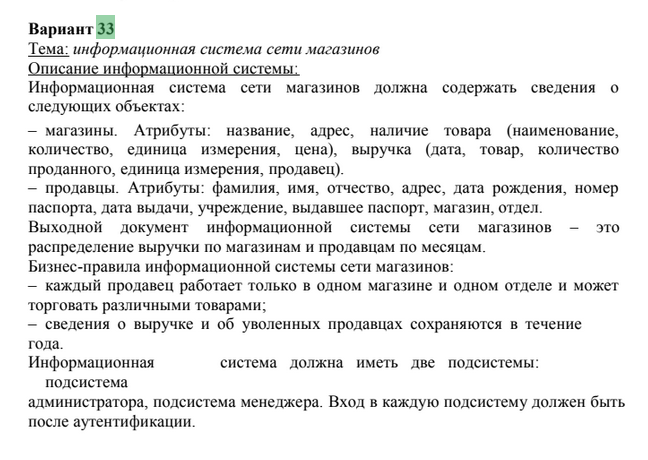 Вариант 33
Тема: информационная система сети магазинов
Описание информационной системы:
Информационная система сети магазинов должна содержать сведения о
следующих объектах:
– магазины. Атрибуты: название, адрес, наличие товара (наименование,
количество, единица измерения, цена), выручка (дата, товар, количество
проданного, единица измерения, продавец).
– продавцы. Атрибуты: фамилия, имя, отчество, адрес, дата рождения, номер
паспорта, дата выдачи, учреждение, выдавшее паспорт, магазин, отдел.
Выходной документ информационной системы сети магазинов – это
распределение выручки по магазинам и продавцам по месяцам.
Бизнес-правила информационной системы сети магазинов:
– каждый продавец работает только в одном магазине и одном отделе и может
торговать различными товарами;
– сведения о выручке и об уволенных продавцах сохраняются в течение
года.
Информационная система должна иметь две подсистемы:
подсистема
администратора, подсистема менеджера. Вход в каждую подсистему должен быть
после аутентификации.